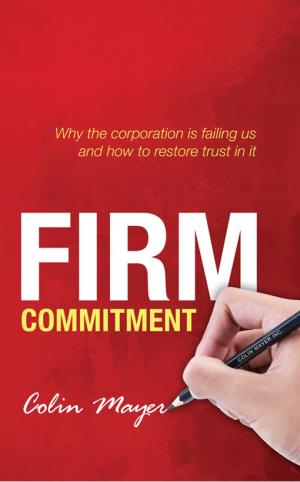 Why the corporation is failing us
and how to restore trust in it
FIRM
COMMITMENT
COLIN MAYER INC.
Colin Mayer